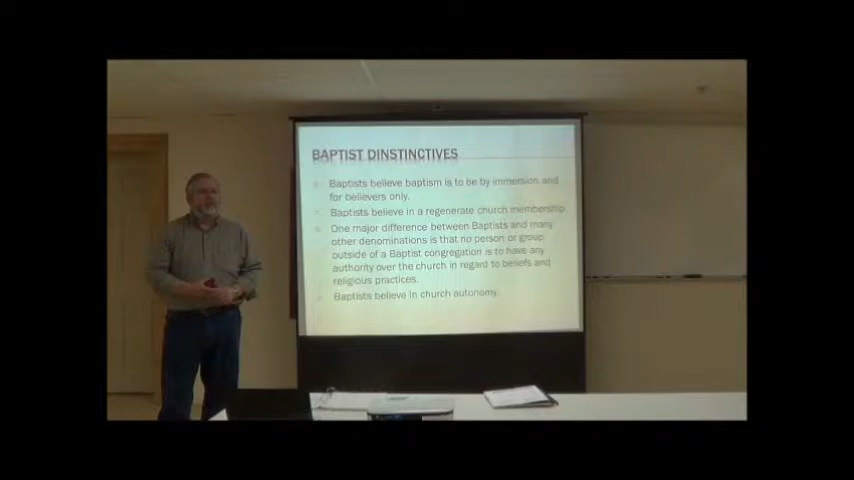 BAPTIST DINSTINCTIVES
Baptists believe baptism is to be by immersion and
for believers only.
Baptists believe in a regenerate church membership
One major difference between Baptists and many
other denominations is that no person or group
outside of a Baptist congregation is to have any
authority over the church in regard to beliefs and
religious practices.
Baptists believe in church autonomy.